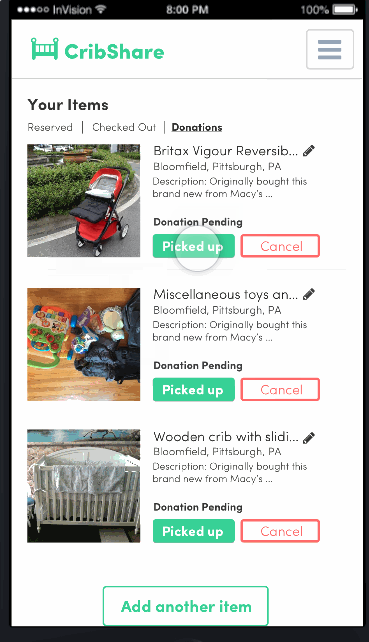 InVision 8:00 PM 100%
CribShare
Your Items
Reserved | Checked Out | Donations
Britax Vigour Reversib...
Bloomfield, Pittsburgh, PA
Description: Originally bought this
brand new from Macy's ...
Donation Pending
Picked up Cancel
Miscellaneous toys an...
Bloomfield, Pittsburgh, PA
Description: Originally bought this
brand new from Macy's ...
Donation Pending
Picked up Cancel
Wooden crib with slidi...
Bloomfield, Pittsburgh, PA
Description: Originally bought this
brand new from Macy's ...
Donation Pending
Picked up Cancel
Add another item